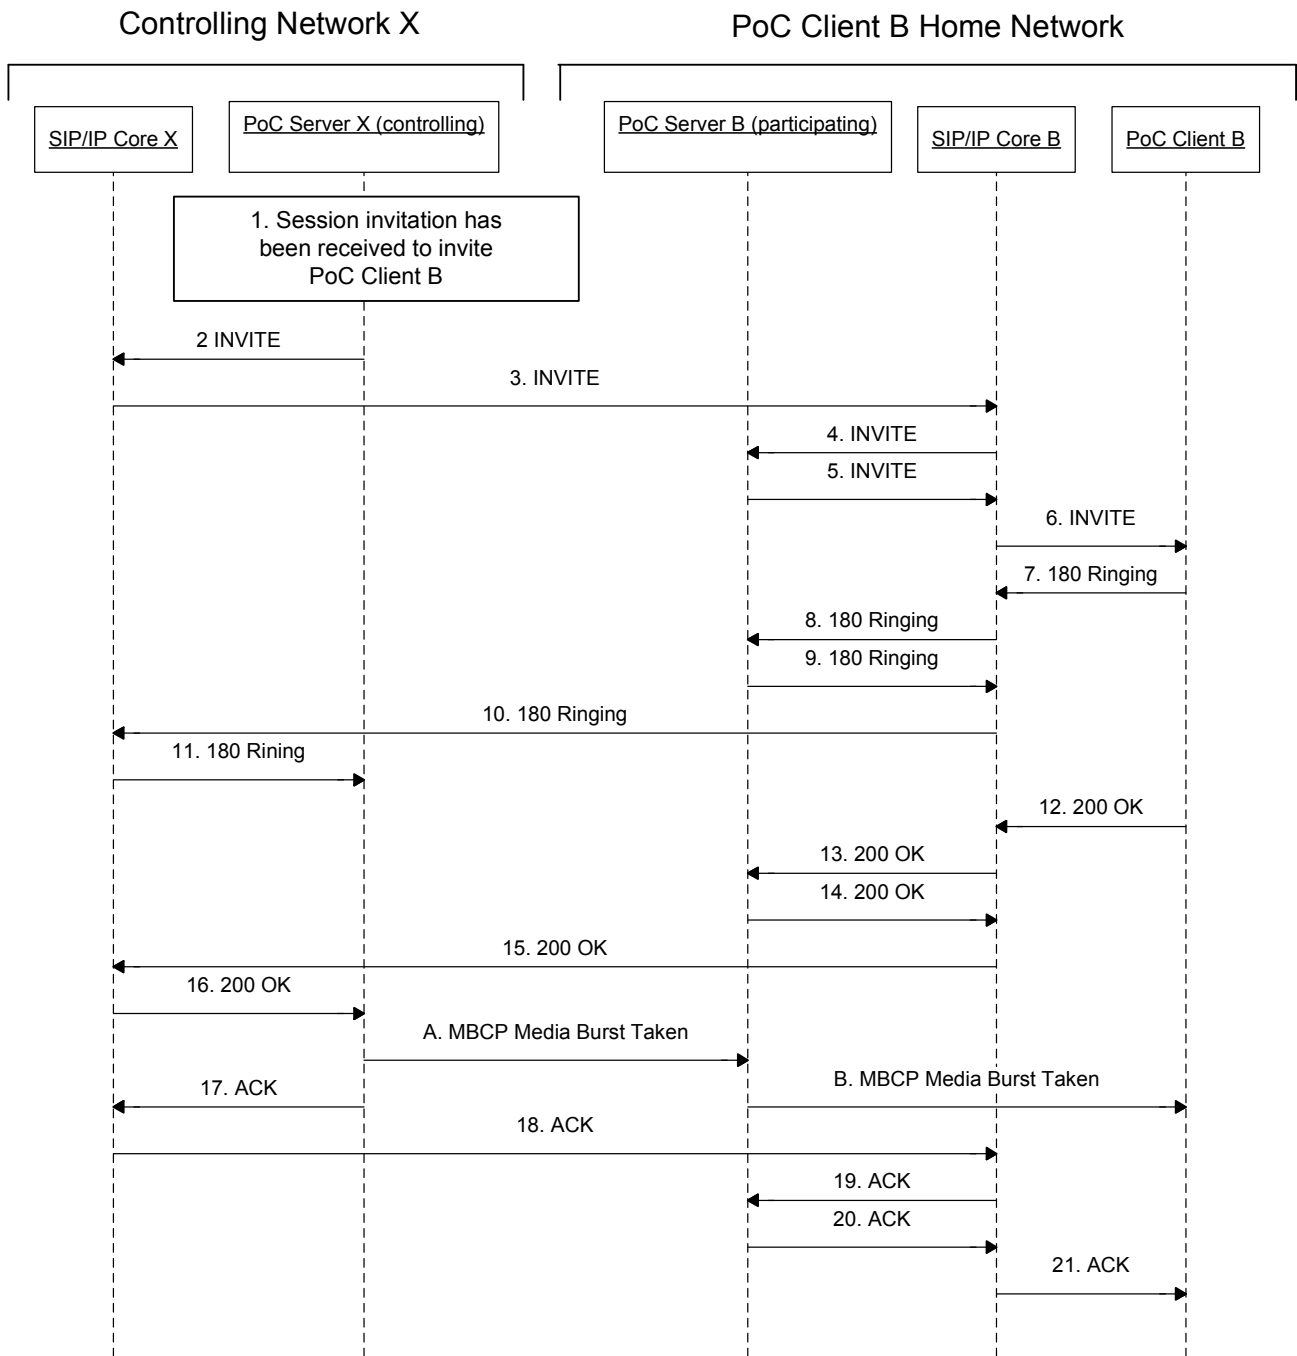 Controlling Network X
PoC Client B Home Network
SIP/IP Core X
PoC Server X (controlling)
PoC Server B (participating)
SIP/IP Core B
PoC Client B
1. Session invitation has
been received to invite
PoC Client B
2 INVITE
3. INVITE
4. INVITE
5. INVITE
6. INVITE
7. 180 Ringing
8. 180 Ringing
9. 180 Ringing
10. 180 Ringing
11. 180 Rining
12. 200 OK
13. 200 OK
14. 200 OK
15. 200 OK
16. 200 OK
A. MBCP Media Burst Taken
B. MBCP Media Burst Taken
17. ACK
18. ACK
19. ACK
20. ACK
21. ACK